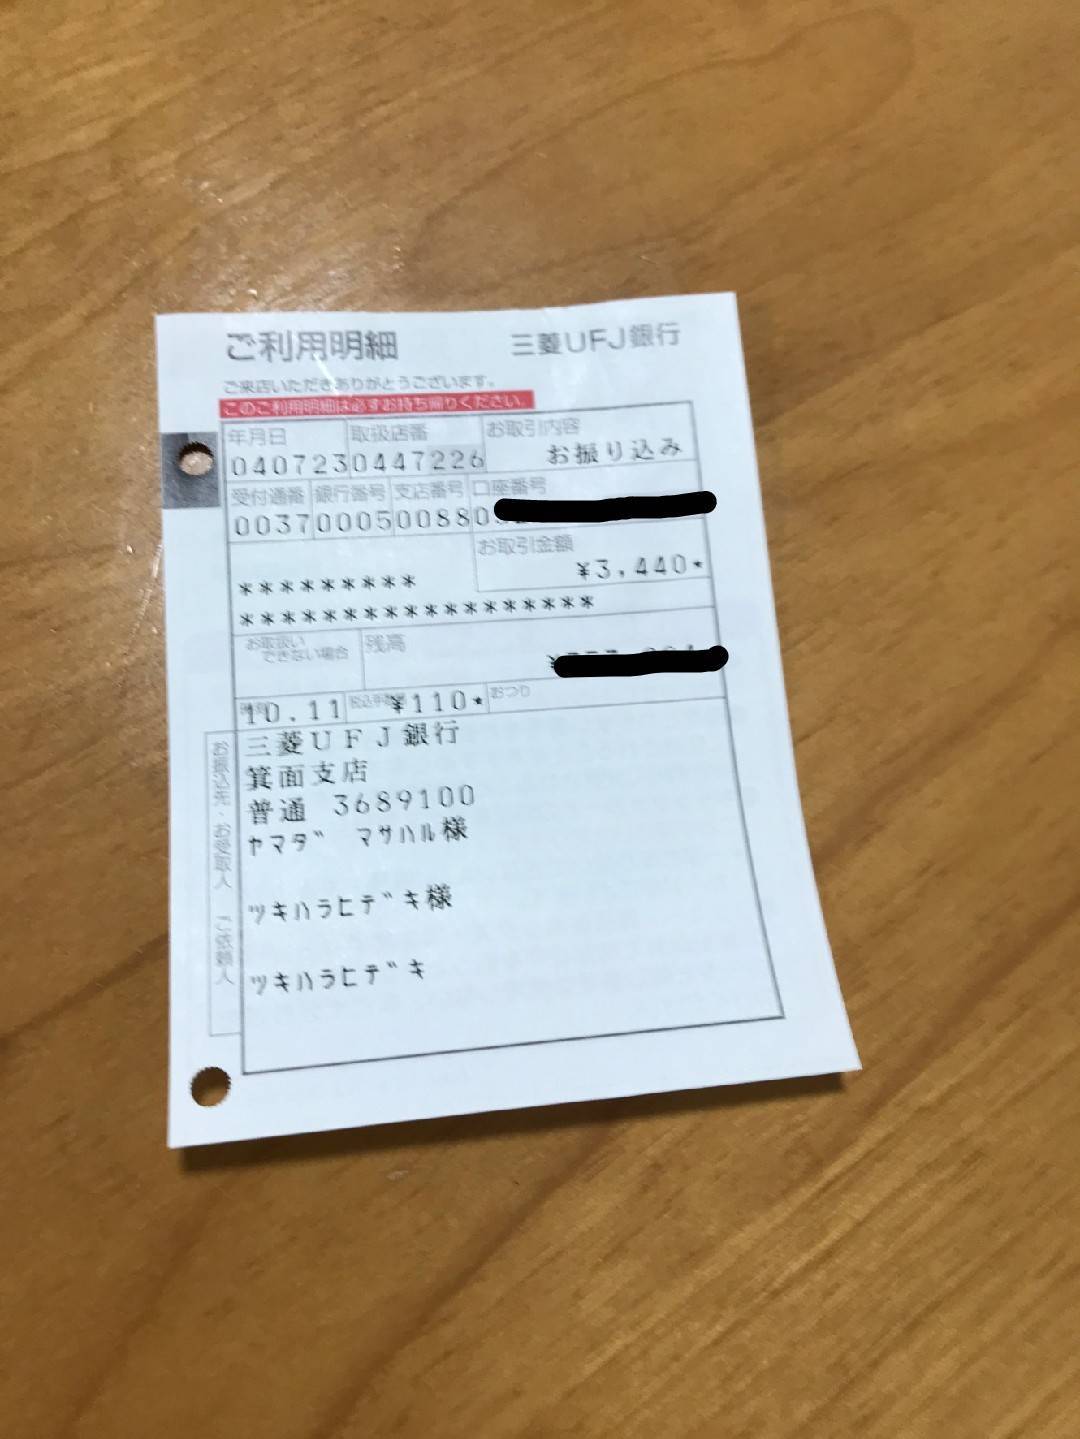 ご利用明細 三菱UFJ銀行
ご来店いただきありがとうございます。
このご利用明細は必ずお持ち帰りください。
年月日 取扱店番 お取引内容
040723 0447226 お振り込み
受付通番 銀行番号 支店番号 口座番号
0037 0005 0088 0
お取引金額
¥3,440*
*********
******************
お取扱いできない場合 残高
おつり
10.11 ¥110*
お振込先・お受取人 ご依頼人
三菱UFJ銀行
箕面支店
普通 3689100
ヤマダ マサハル様
ツキハラヒデキ様
ツキハラヒデキ